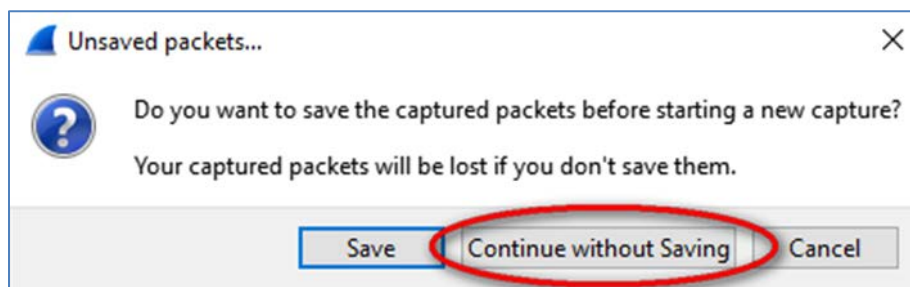 Unsaved packets...
Do you want to save the captured packets before starting a new capture?
Your captured packets will be lost if you don't save them.
Save Continue without Saving Cancel